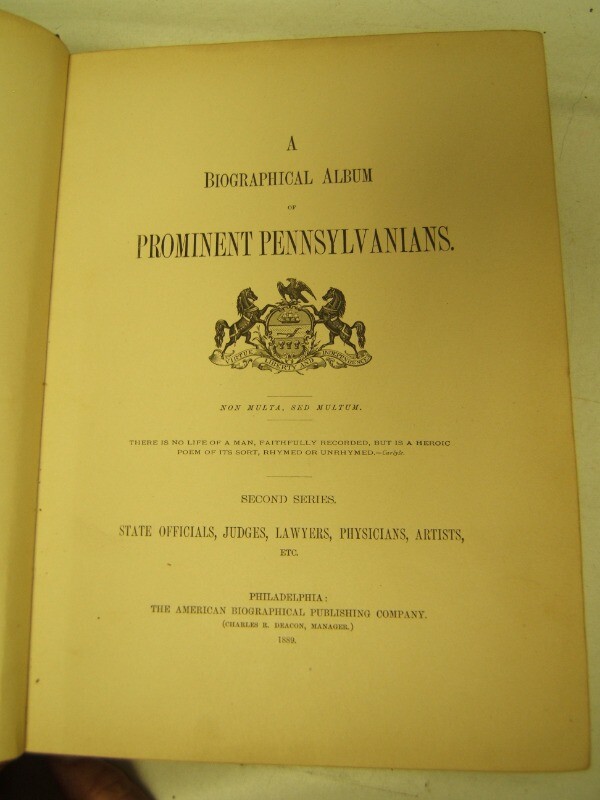 A
BIOGRAPHICAL ALBUM
OF
PROMINENT PENNSYLVANIANS.
VIRTUE LIBERTY AND INDEPENDENCE
NON MULTA, SED MULTUM.
THERE IS NO LIFE OF A MAN, FAITHFULLY RECORDED, BUT IS A HEROIC
POEM OF ITS SORT, RHYMED OR UNRHYMED.—Carlyle.
SECOND SERIES.
STATE OFFICIALS, JUDGES, LAWYERS, PHYSICIANS, ARTISTS,
ETC.
PHILADELPHIA:
THE AMERICAN BIOGRAPHICAL PUBLISHING COMPANY.
(CHARLES R. DEACON, MANAGER.)
1889.